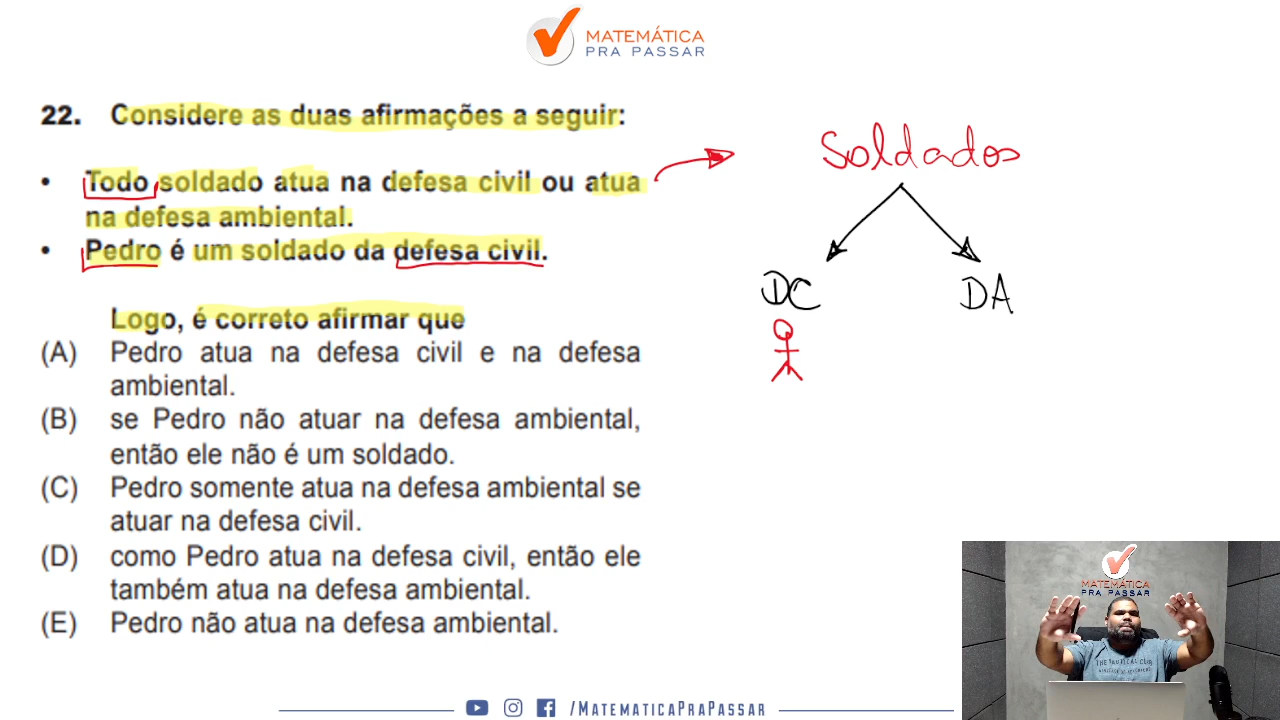 MATEMÁTICA
PRA PASSAR
22. Considere as duas afirmações a seguir:
• Todo soldado atua na defesa civil ou atua
na defesa ambiental.
• Pedro é um soldado da defesa civil.
Logo, é correto afirmar que
(A) Pedro atua na defesa civil e na defesa
ambiental.
(B) se Pedro não atuar na defesa ambiental,
então ele não é um soldado.
(C) Pedro somente atua na defesa ambiental se
atuar na defesa civil.
(D) como Pedro atua na defesa civil, então ele
também atua na defesa ambiental.
(E) Pedro não atua na defesa ambiental.
Soldados
DC DA
MATEMÁTICA
PRA PASSAR
THE NAUTICAL CLUB
/MATEMATICAPRAPASSAR